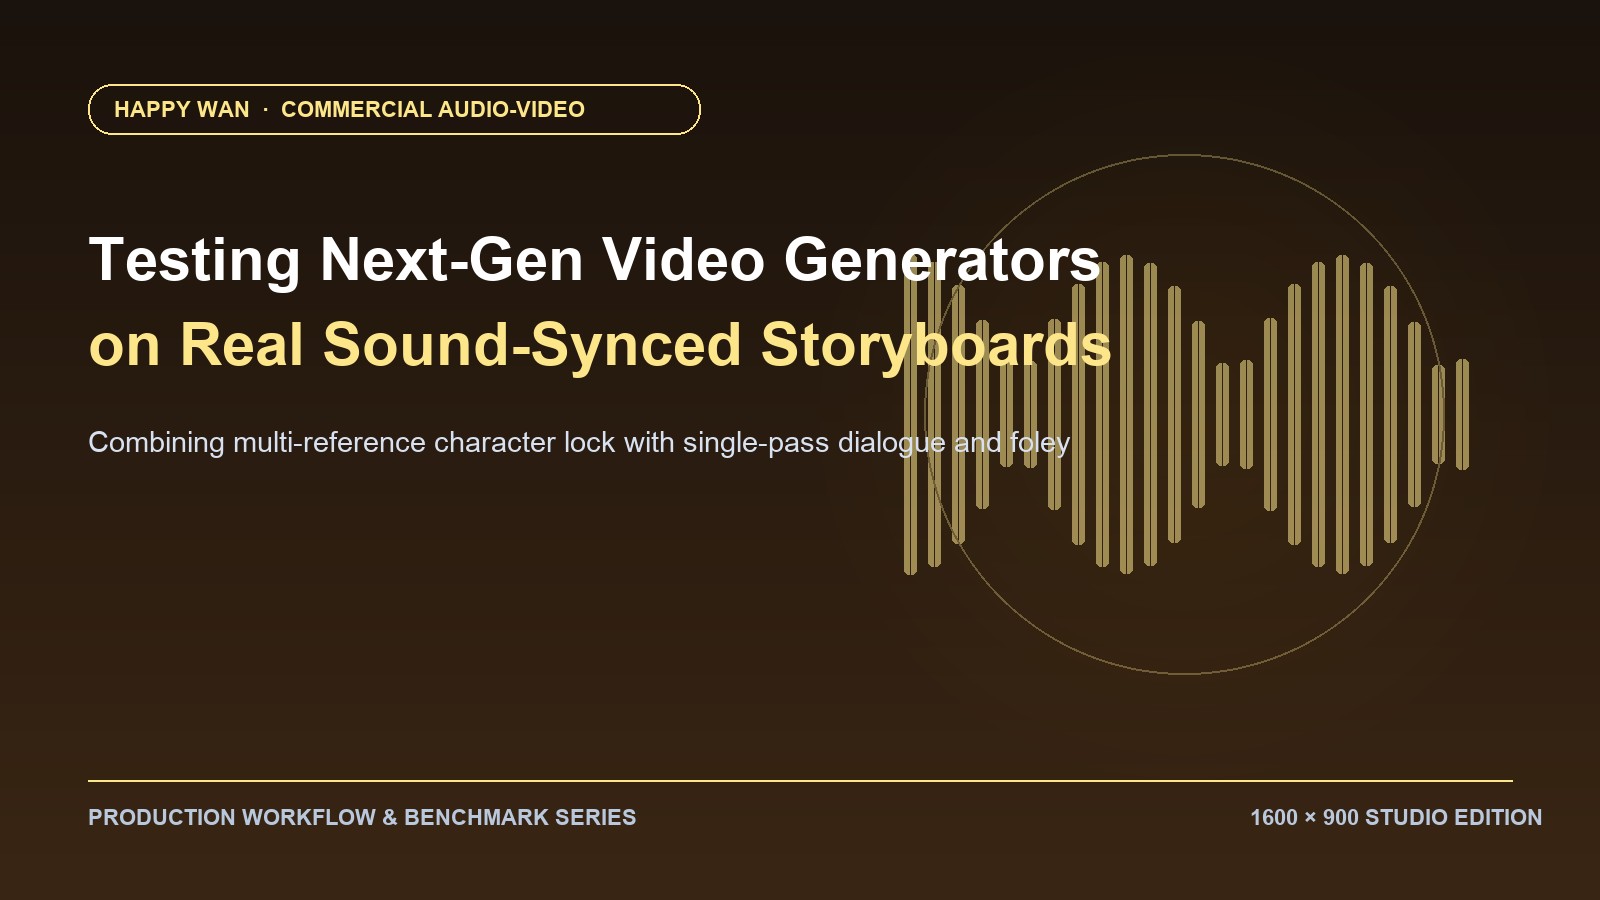 HAPPY WAN · COMMERCIAL AUDIO-VIDEO
Testing Next-Gen Video Generators
on Real Sound-Synced Storyboards
Combining multi-reference character lock with single-pass dialogue and foley
PRODUCTION WORKFLOW & BENCHMARK SERIES
1600 × 900 STUDIO EDITION